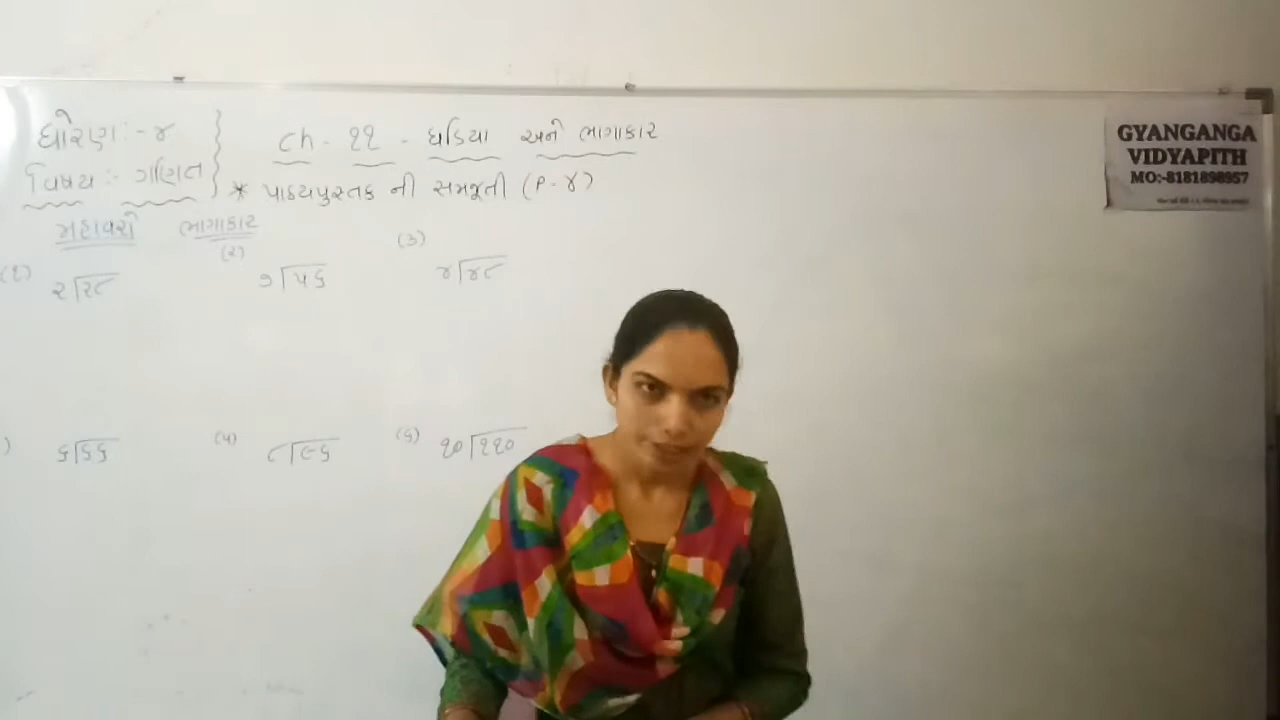 ધોરણ :- ૪
વિષય :- ગણિત
Ch - ૧૧ - ઘડિયા અને ભાગાકાર
* પાઠ્યપુસ્તક ની સમજૂતી (P-૪)
મહાવરો ભાગાકાર
(૧) ૨⟌૨૮
(૨) ૭⟌૫૬
(૩) ૪⟌૪૮
) ૬⟌૬૬
(૫) ૮⟌૯૬
(૬) ૧૦⟌૧૧૦
GYANGANGA
VIDYAPITH
MO:-8181898957